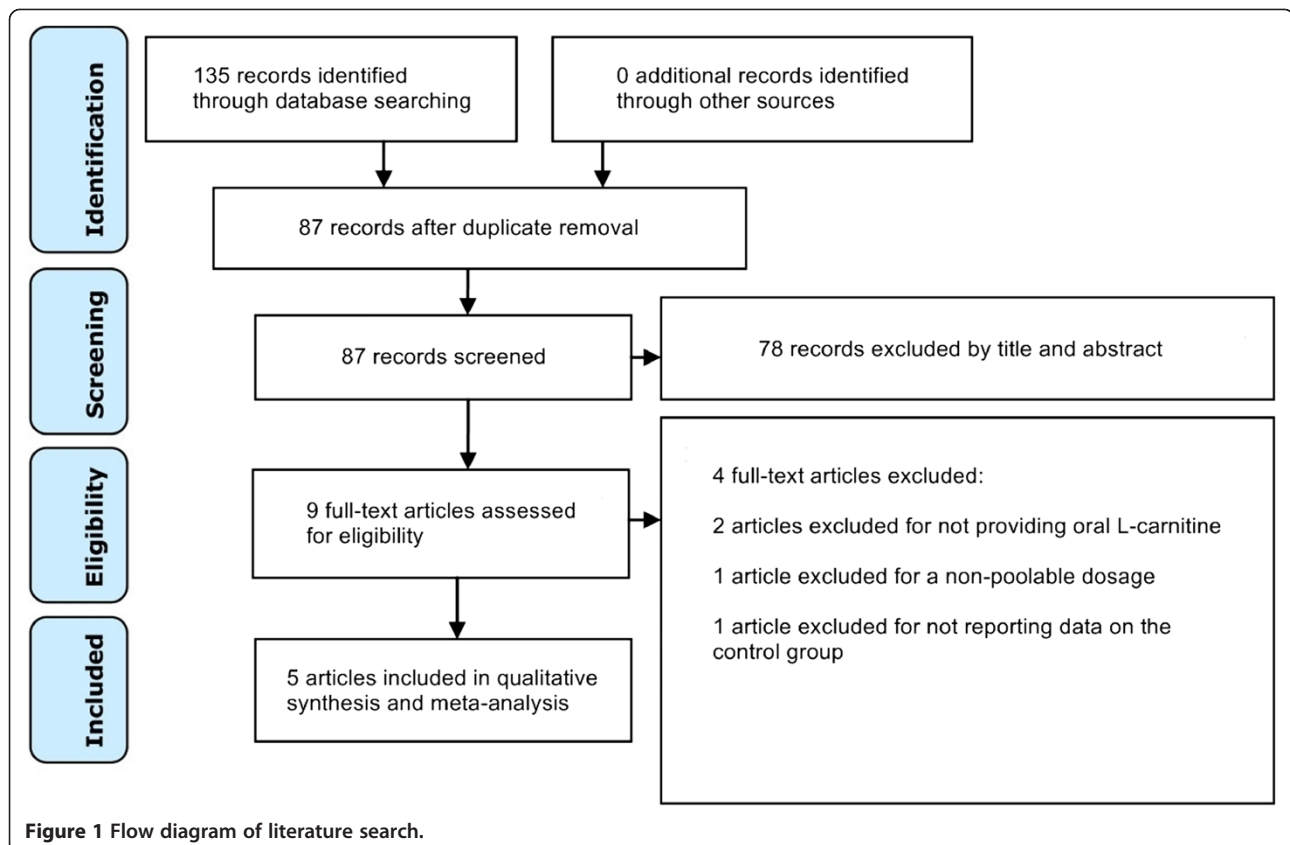 Identification
135 records identified
through database searching
0 additional records identified
through other sources
87 records after duplicate removal
Screening
87 records screened
78 records excluded by title and abstract
Eligibility
9 full-text articles assessed
for eligibility
4 full-text articles excluded:
2 articles excluded for not providing oral L-carnitine
1 article excluded for a non-poolable dosage
1 article excluded for not reporting data on the
control group
Included
5 articles included in qualitative
synthesis and meta-analysis
Figure 1 Flow diagram of literature search.